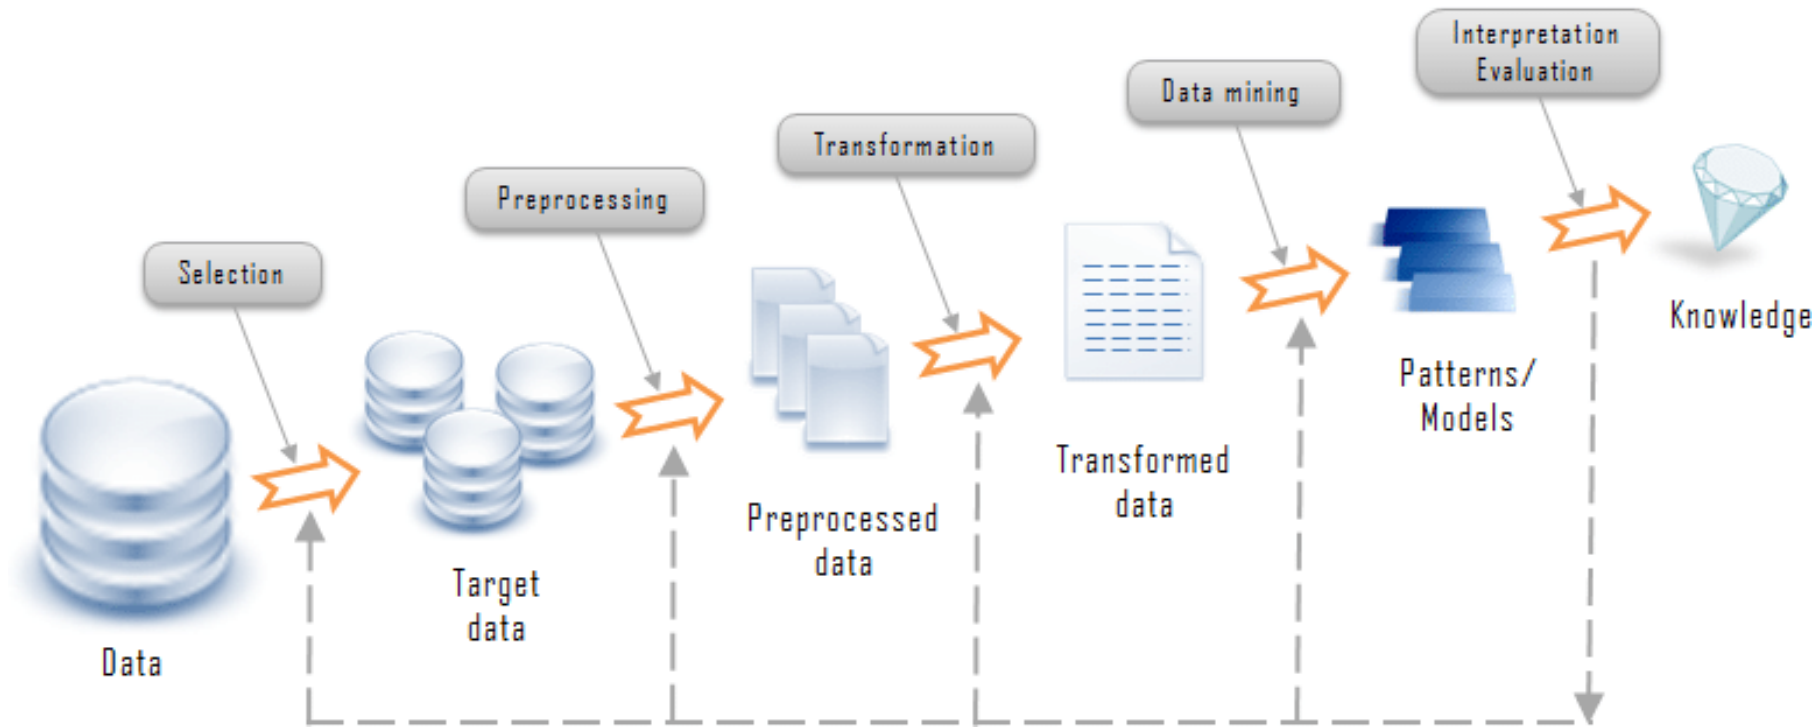 Interpretation
Evaluation
Data mining
Transformation
Preprocessing
Selection
Knowledge
Patterns/
Models
Transformed
data
Preprocessed
data
Target
data
Data